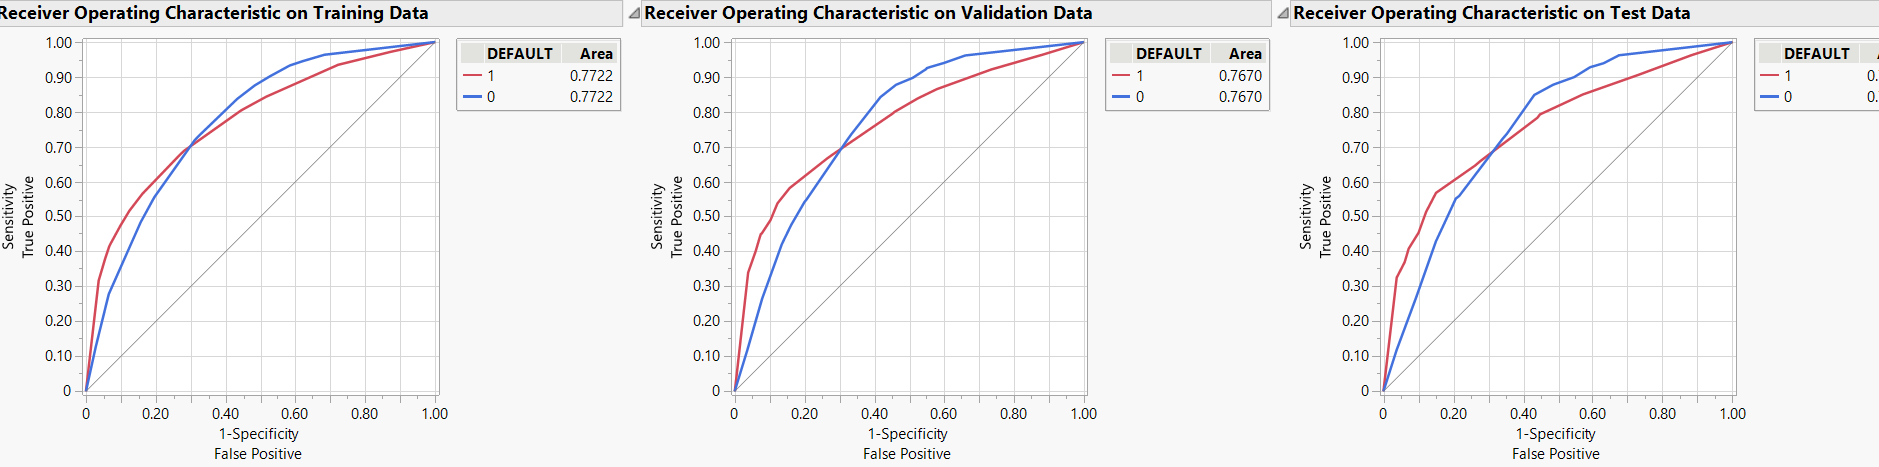 Receiver Operating Characteristic on Training Data
1.00
0.90
0.80
0.70
0.60
0.50
0.40
0.30
0.20
0.10
0
Sensitivity
True Positive
0 0.20 0.40 0.60 0.80 1.00
1-Specificity
False Positive
DEFAULT Area
1 0.7722
0 0.7722
Receiver Operating Characteristic on Validation Data
1.00
0.90
0.80
0.70
0.60
0.50
0.40
0.30
0.20
0.10
0
Sensitivity
True Positive
0 0.20 0.40 0.60 0.80 1.00
1-Specificity
False Positive
DEFAULT Area
1 0.7670
0 0.7670
Receiver Operating Characteristic on Test Data
1.00
0.90
0.80
0.70
0.60
0.50
0.40
0.30
0.20
0.10
0
Sensitivity
True Positive
0 0.20 0.40 0.60 0.80 1.00
1-Specificity
False Positive
DEFAULT
1 0.
0 0.